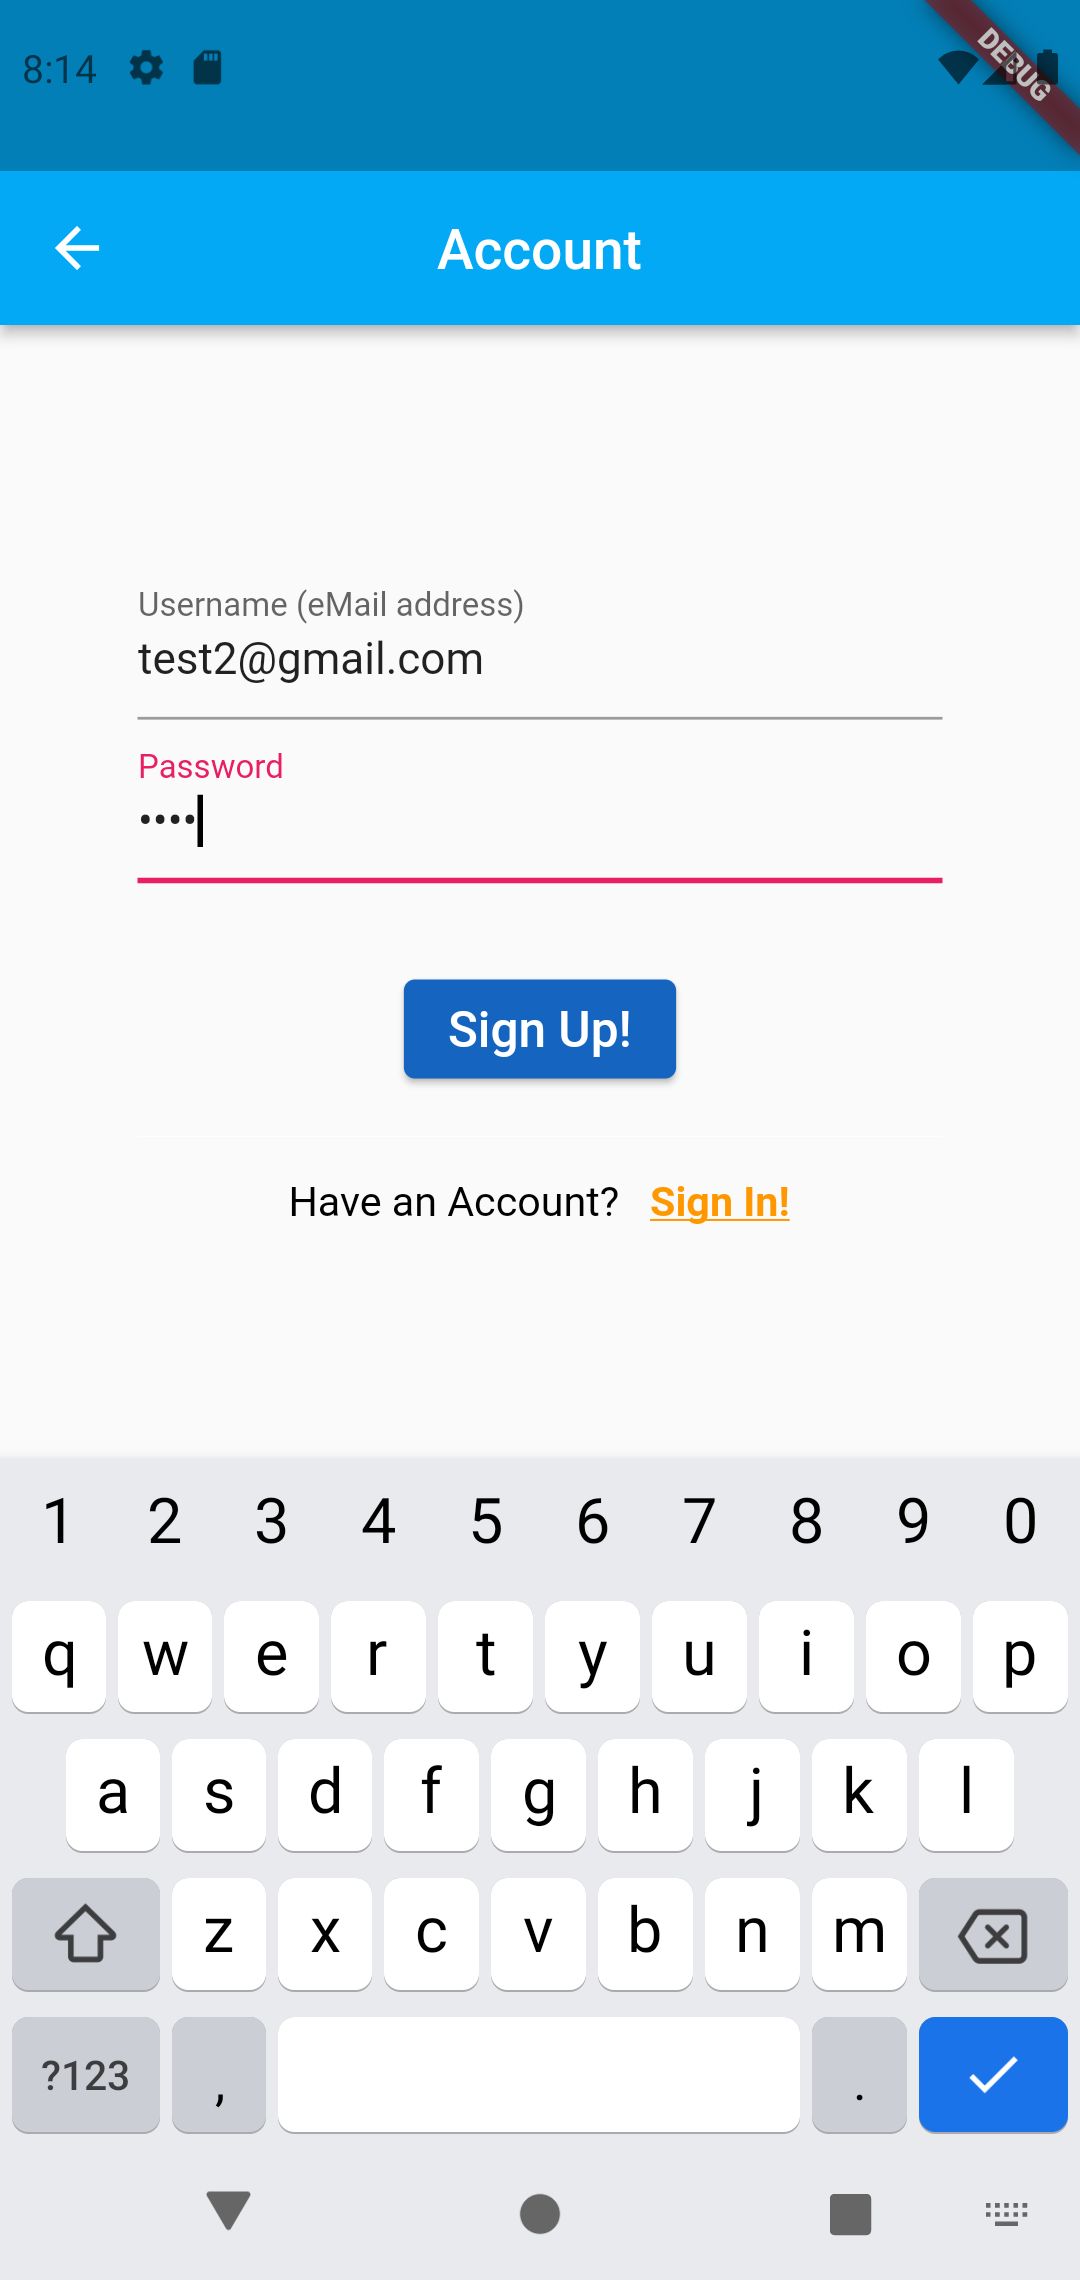 8:14
DEBUG
Account
Username (eMail address)
test2@gmail.com
Password
••••
Sign Up!
Have an Account? Sign In!
1 2 3 4 5 6 7 8 9 0
q w e r t y u i o p
a s d f g h j k l
z x c v b n m
?123 , .